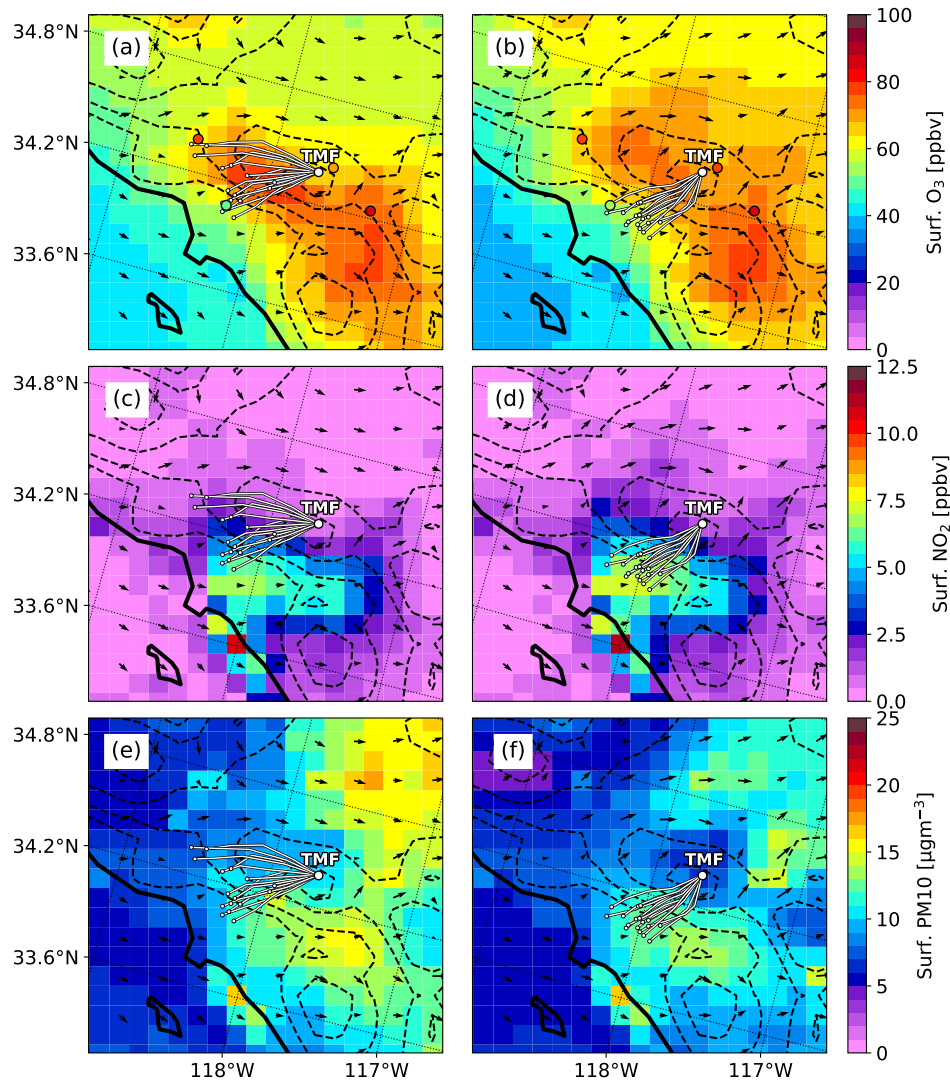 34.8°N
(a)
TMF
34.2°N
33.6°N
(b)
TMF
100
80
60
40
20
0
Surf. O₃ [ppbv]
34.8°N
(c)
TMF
34.2°N
33.6°N
(d)
TMF
12.5
10.0
7.5
5.0
2.5
0.0
Surf. NO₂ [ppbv]
34.8°N
(e)
TMF
34.2°N
33.6°N
118°W
117°W
(f)
TMF
118°W
117°W
25
20
15
10
5
0
Surf. PM10 [μgm⁻³]